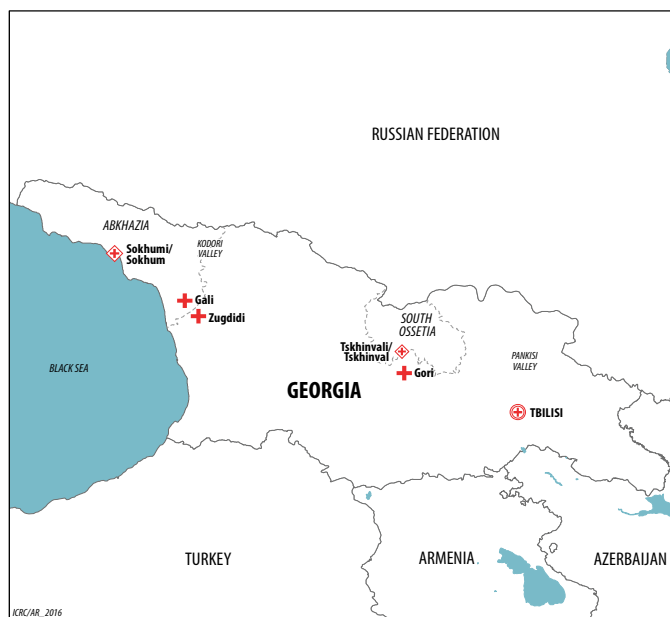 RUSSIAN FEDERATION
ABKHAZIA
KODORI
VALLEY
Sokhumi/
Sokhum
Gali
Zugdidi
SOUTH
OSSETIA
Tskhinvali/
Tskhinval
PANKISI
VALLEY
BLACK SEA
Gori
GEORGIA
TBILISI
TURKEY
ARMENIA
AZERBAIJAN
ICRC/AR_2016